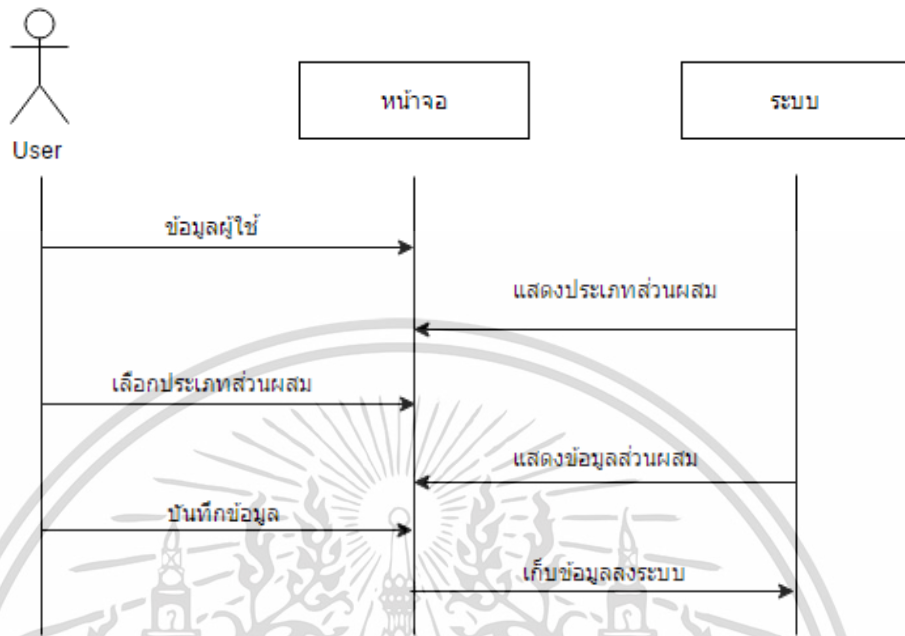 User
หน้าจอ
ระบบ
ข้อมูลผู้ใช้
แสดงประเภทส่วนผสม
เลือกประเภทส่วนผสม
แสดงข้อมูลส่วนผสม
บันทึกข้อมูล
เก็บข้อมูลลงระบบ